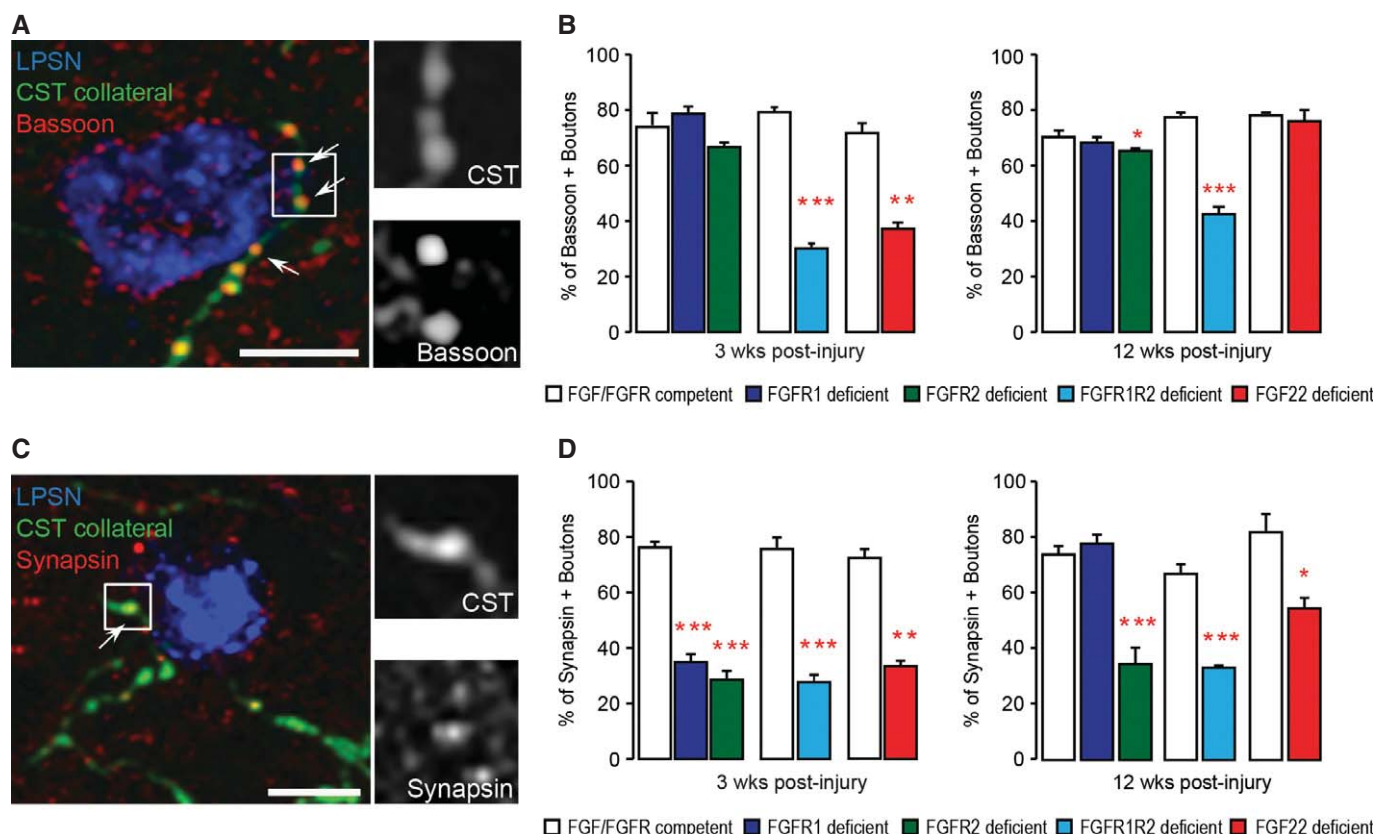 A
LPSN
CST collateral
Bassoon
CST
Bassoon
B
% of Bassoon + Boutons
100
80
60
40
20
0
***
**
3 wks post-injury
% of Bassoon + Boutons
100
80
60
40
20
0
*
***
12 wks post-injury
FGF/FGFR competent FGFR1 deficient FGFR2 deficient FGFR1R2 deficient FGF22 deficient
C
LPSN
CST collateral
Synapsin
CST
Synapsin
D
% of Synapsin + Boutons
100
80
60
40
20
0
***
***
***
**
3 wks post-injury
% of Synapsin + Boutons
100
80
60
40
20
0
***
***
*
12 wks post-injury
FGF/FGFR competent FGFR1 deficient FGFR2 deficient FGFR1R2 deficient FGF22 deficient